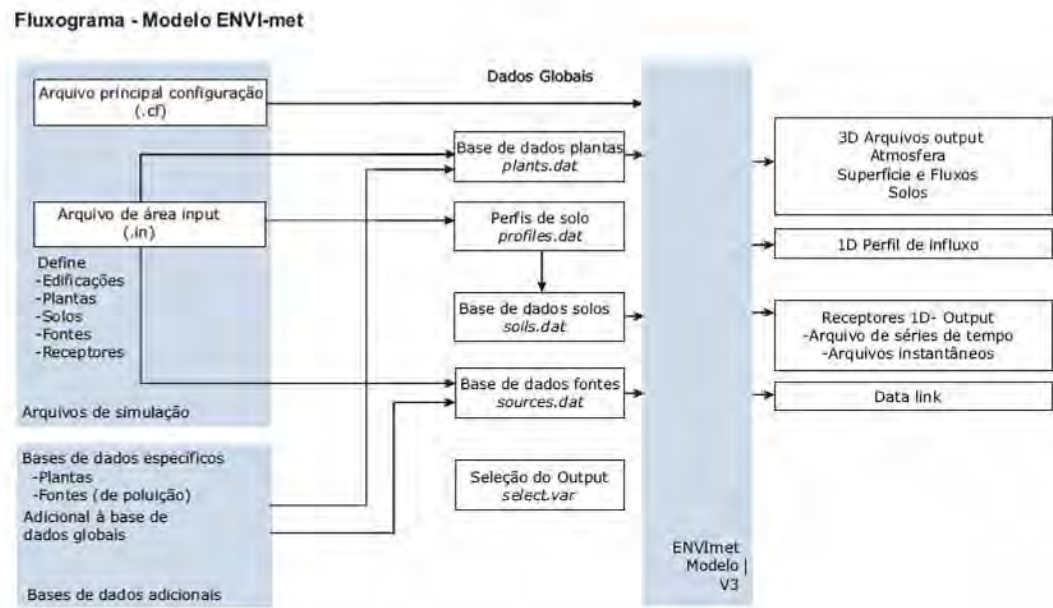 Fluxograma - Modelo ENVI-met
Arquivo principal configuração
(.cf)
Arquivo de área input
(.in)
Define
-Edificações
-Plantas
-Solos
-Fontes
-Receptores
Arquivos de simulação
Bases de dados específicos
-Plantas
-Fontes (de poluição)
Adicional à base de
dados globais
Bases de dados adicionais
Dados Globais
Base de dados plantas
plants.dat
Perfis de solo
profiles.dat
Base de dados solos
soils.dat
Base de dados fontes
sources.dat
Seleção do Output
select.var
ENVImet
Modelo |
V3
3D Arquivos output
Atmosfera
Superfície e Fluxos
Solos
1D Perfil de influxo
Receptores 1D- Output
-Arquivo de séries de tempo
-Arquivos instantâneos
Data link